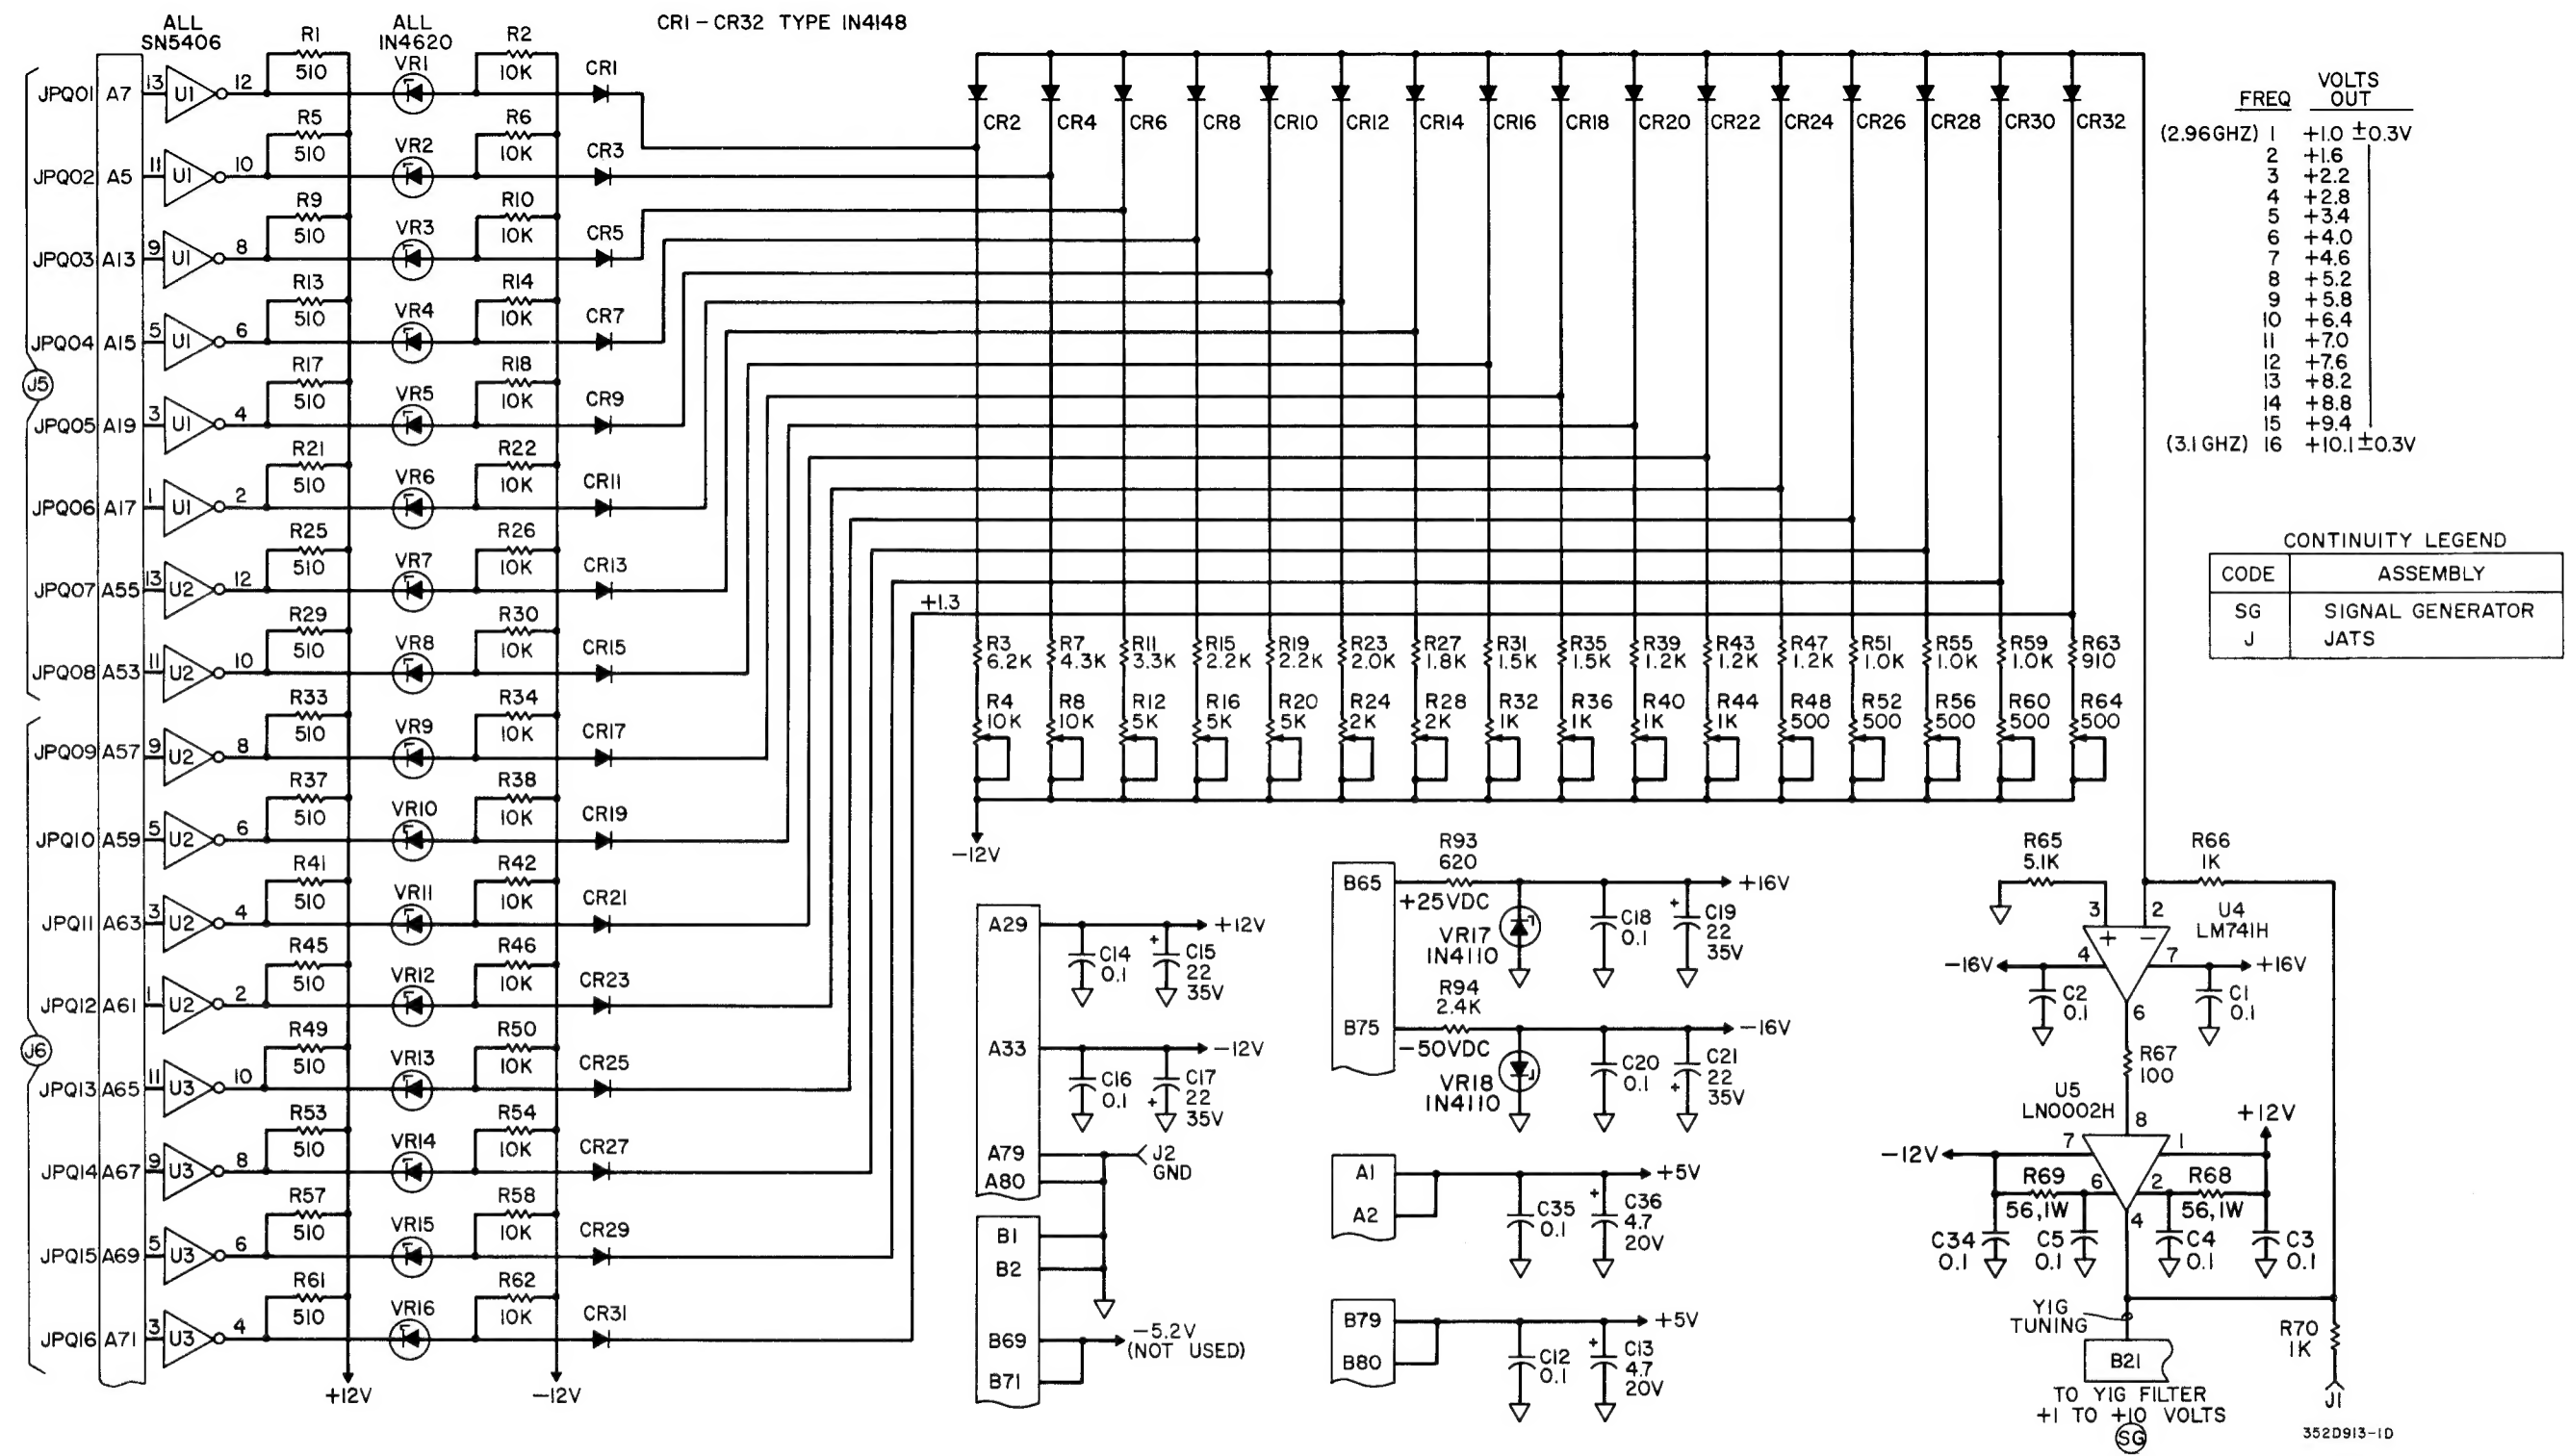 ALL
SN5406
ALL
IN4620
CR1 – CR32 TYPE IN4148
JPQ01 A7 13 U1 12 R1 510 VR1 R2 10K CR1
JPQ02 A5 11 U1 10 R5 510 VR2 R6 10K CR3
JPQ03 A13 9 U1 8 R9 510 VR3 R10 10K CR5
JPQ04 A15 5 U1 6 R13 510 VR4 R14 10K CR7
J5
JPQ05 A19 3 U1 4 R17 510 VR5 R18 10K CR9
JPQ06 A17 1 U1 2 R21 510 VR6 R22 10K CR11
JPQ07 A55 13 U2 12 R25 510 VR7 R26 10K CR13
JPQ08 A53 11 U2 10 R29 510 VR8 R30 10K CR15
JPQ09 A57 9 U2 8 R33 510 VR9 R34 10K CR17
JPQ10 A59 5 U2 6 R37 510 VR10 R38 10K CR19
JPQ11 A63 3 U2 4 R41 510 VR11 R42 10K CR21
JPQ12 A61 1 U2 2 R45 510 VR12 R46 10K CR23
J6
JPQ13 A65 11 U3 10 R49 510 VR13 R50 10K CR25
JPQ14 A67 9 U3 8 R53 510 VR14 R54 10K CR27
JPQ15 A69 5 U3 6 R57 510 VR15 R58 10K CR29
JPQ16 A71 3 U3 4 R61 510 VR16 R62 10K CR31
+12V
−12V
CR2 CR4 CR6 CR8 CR10 CR12 CR14 CR16 CR18 CR20 CR22 CR24 CR26 CR28 CR30 CR32
+1.3
R3 R7 R11 R15 R19 R23 R27 R31 R35 R39 R43 R47 R51 R55 R59 R63
6.2K 4.3K 3.3K 2.2K 2.2K 2.0K 1.8K 1.5K 1.5K 1.2K 1.2K 1.2K 1.0K 1.0K 1.0K 910
R4 R8 R12 R16 R20 R24 R28 R32 R36 R40 R44 R48 R52 R56 R60 R64
10K 10K 5K 5K 5K 2K 2K 1K 1K 1K 1K 500 500 500 500 500
−12V
FREQ VOLTS OUT
(2.96GHZ) 1 +1.0 ±0.3V
2 +1.6
3 +2.2
4 +2.8
5 +3.4
6 +4.0
7 +4.6
8 +5.2
9 +5.8
10 +6.4
11 +7.0
12 +7.6
13 +8.2
14 +8.8
15 +9.4
(3.1 GHZ) 16 +10.1 ±0.3V
CONTINUITY LEGEND
CODE ASSEMBLY
SG SIGNAL GENERATOR
J JATS
A29 +12V
C14 0.1
+ C15 22 35V
A33 −12V
C16 0.1
+ C17 22 35V
A79
A80
J2
GND
B1
B2
B69
B71
−5.2V
(NOT USED)
B65
+25VDC
R93
620
+16V
VR17
IN4110
C18 0.1
+ C19 22 35V
B75
−50VDC
R94
2.4K
−16V
VR18
IN4110
C20 0.1
+ C21 22 35V
A1
A2
+5V
C35 0.1
+ C36 4.7 20V
B79
B80
+5V
C12 0.1
+ C13 4.7 20V
R65
5.1K
R66
1K
3 2
+ −
U4
LM741H
−16V 4
7 +16V
C2 0.1
C1 0.1
6
R67
100
U5
LN0002H
8
+12V
−12V
7 1
R69
56,1W
6 2
R68
56,1W
4
C34 0.1
C5 0.1
C4 0.1
C3 0.1
YIG
TUNING
B21
R70
1K
J1
TO YIG FILTER
+1 TO +10 VOLTS
SG
352D913-1D